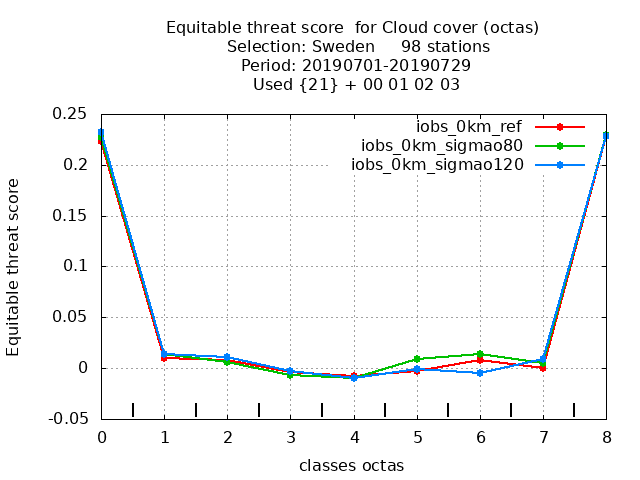 Equitable threat score  for Cloud cover (octas)
Selection: Sweden     98 stations
Period: 20190701-20190729
Used {21} + 00 01 02 03
iobs_0km_ref
iobs_0km_sigmao80
iobs_0km_sigmao120
Equitable threat score
0.25
0.2
0.15
0.1
0.05
0
-0.05
0 1 2 3 4 5 6 7 8
classes octas